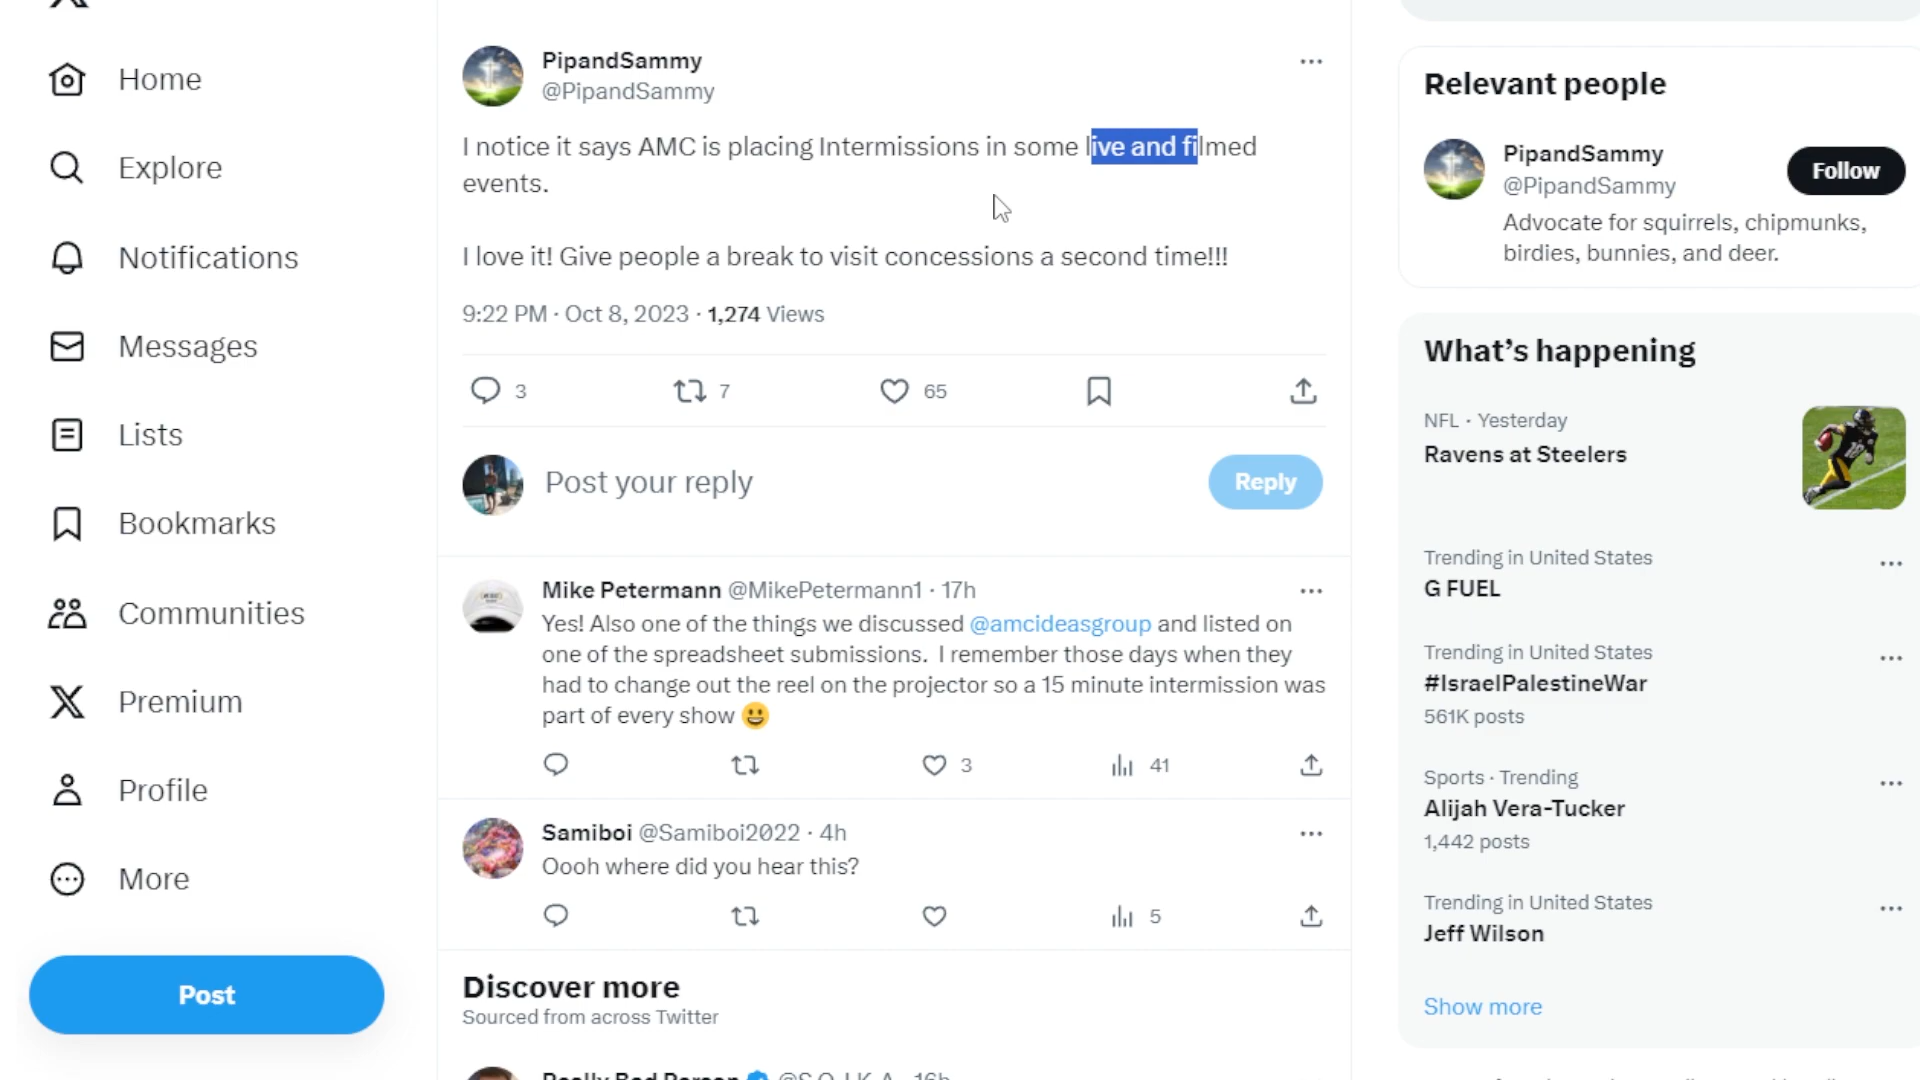 Home
Explore
Notifications
Messages
Lists
Bookmarks
Communities
Premium
Profile
More
Post
PipandSammy
@PipandSammy
I notice it says AMC is placing Intermissions in some live and filmed
events.
I love it! Give people a break to visit concessions a second time!!!
9:22 PM · Oct 8, 2023 · 1,274 Views
3
7
65
Post your reply
Reply
Mike Petermann @MikePetermann1 · 17h
Yes! Also one of the things we discussed @amcideasgroup and listed on
one of the spreadsheet submissions.  I remember those days when they
had to change out the reel on the projector so a 15 minute intermission was
part of every show 😀
3
41
Samiboi @Samiboi2022 · 4h
Oooh where did you hear this?
5
Discover more
Sourced from across Twitter
Relevant people
PipandSammy
@PipandSammy
Follow
Advocate for squirrels, chipmunks,
birdies, bunnies, and deer.
What's happening
NFL · Yesterday
Ravens at Steelers
Trending in United States
G FUEL
Trending in United States
#IsraelPalestineWar
561K posts
Sports · Trending
Alijah Vera-Tucker
1,442 posts
Trending in United States
Jeff Wilson
Show more